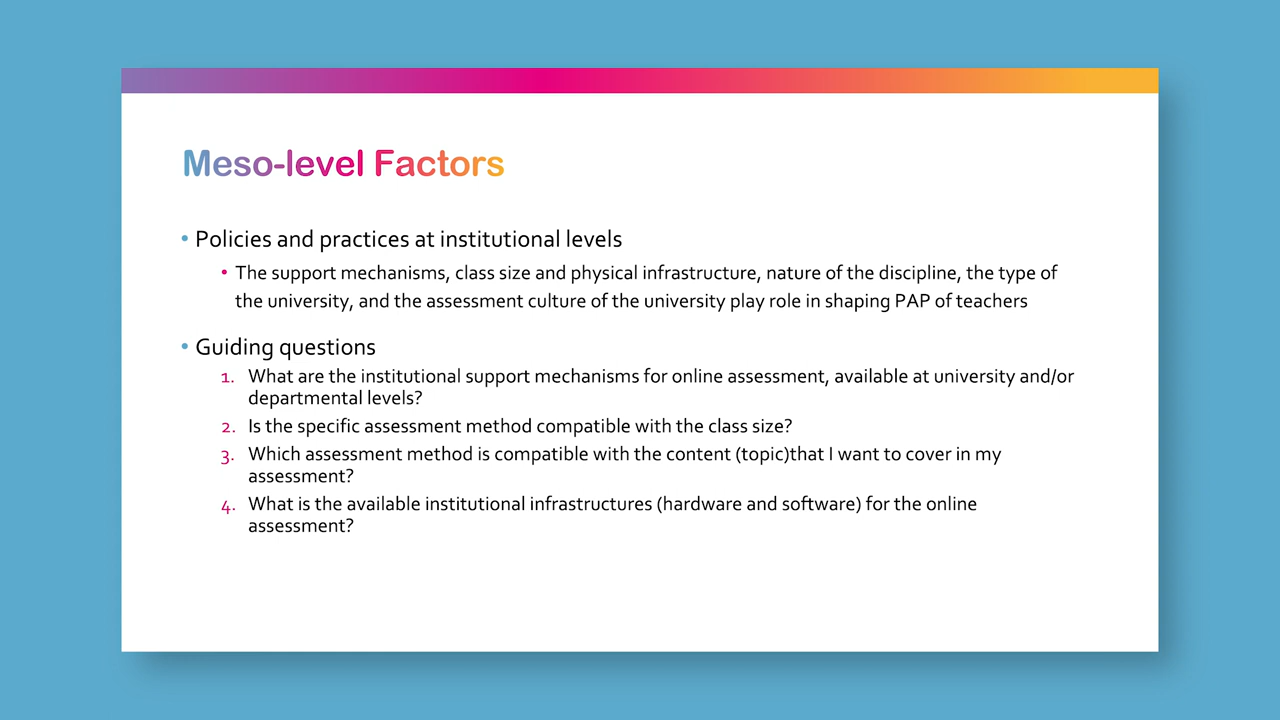 Meso-level Factors
• Policies and practices at institutional levels
• The support mechanisms, class size and physical infrastructure, nature of the discipline, the type of
the university, and the assessment culture of the university play role in shaping PAP of teachers
• Guiding questions
1. What are the institutional support mechanisms for online assessment, available at university and/or
departmental levels?
2. Is the specific assessment method compatible with the class size?
3. Which assessment method is compatible with the content (topic)that I want to cover in my
assessment?
4. What is the available institutional infrastructures (hardware and software) for the online
assessment?